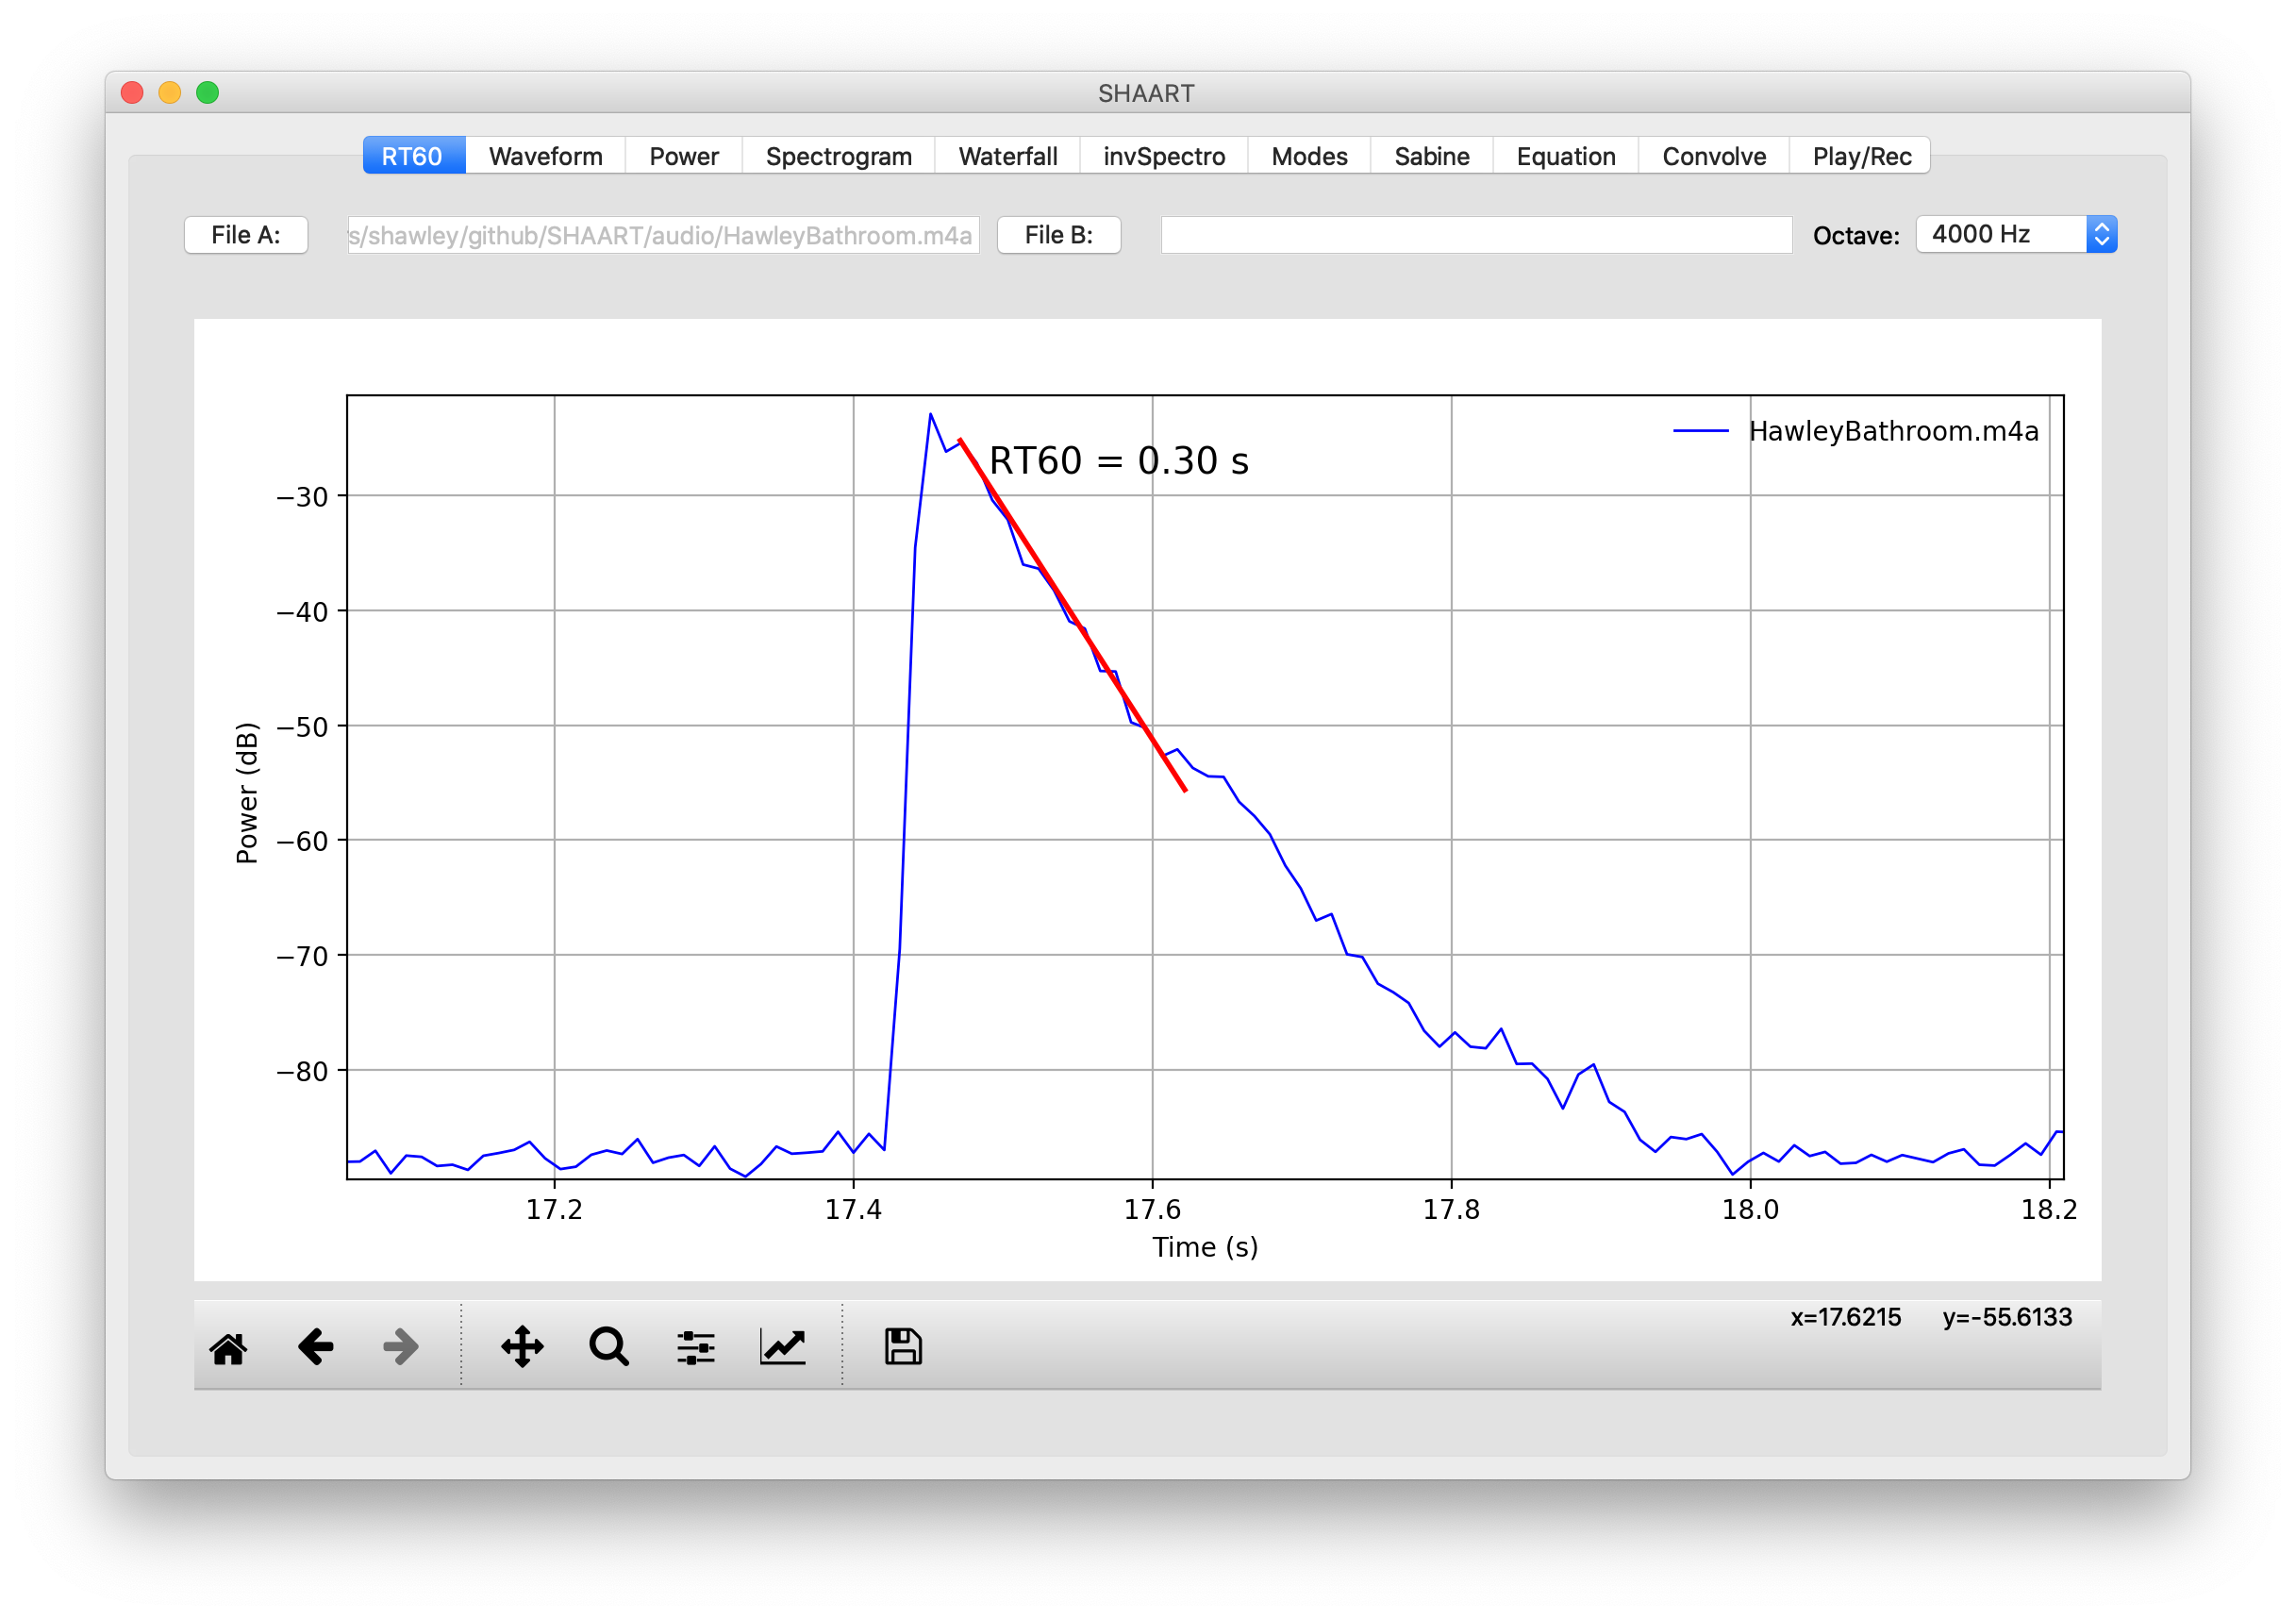 SHAART
RT60 Waveform Power Spectrogram Waterfall invSpectro Modes Sabine Equation Convolve Play/Rec
File A: s/shawley/github/SHAART/audio/HawleyBathroom.m4a File B: Octave: 4000 Hz
HawleyBathroom.m4a
RT60 = 0.30 s
−30
−40
−50
−60
−70
−80
Power (dB)
17.2 17.4 17.6 17.8 18.0 18.2
Time (s)
x=17.6215 y=-55.6133